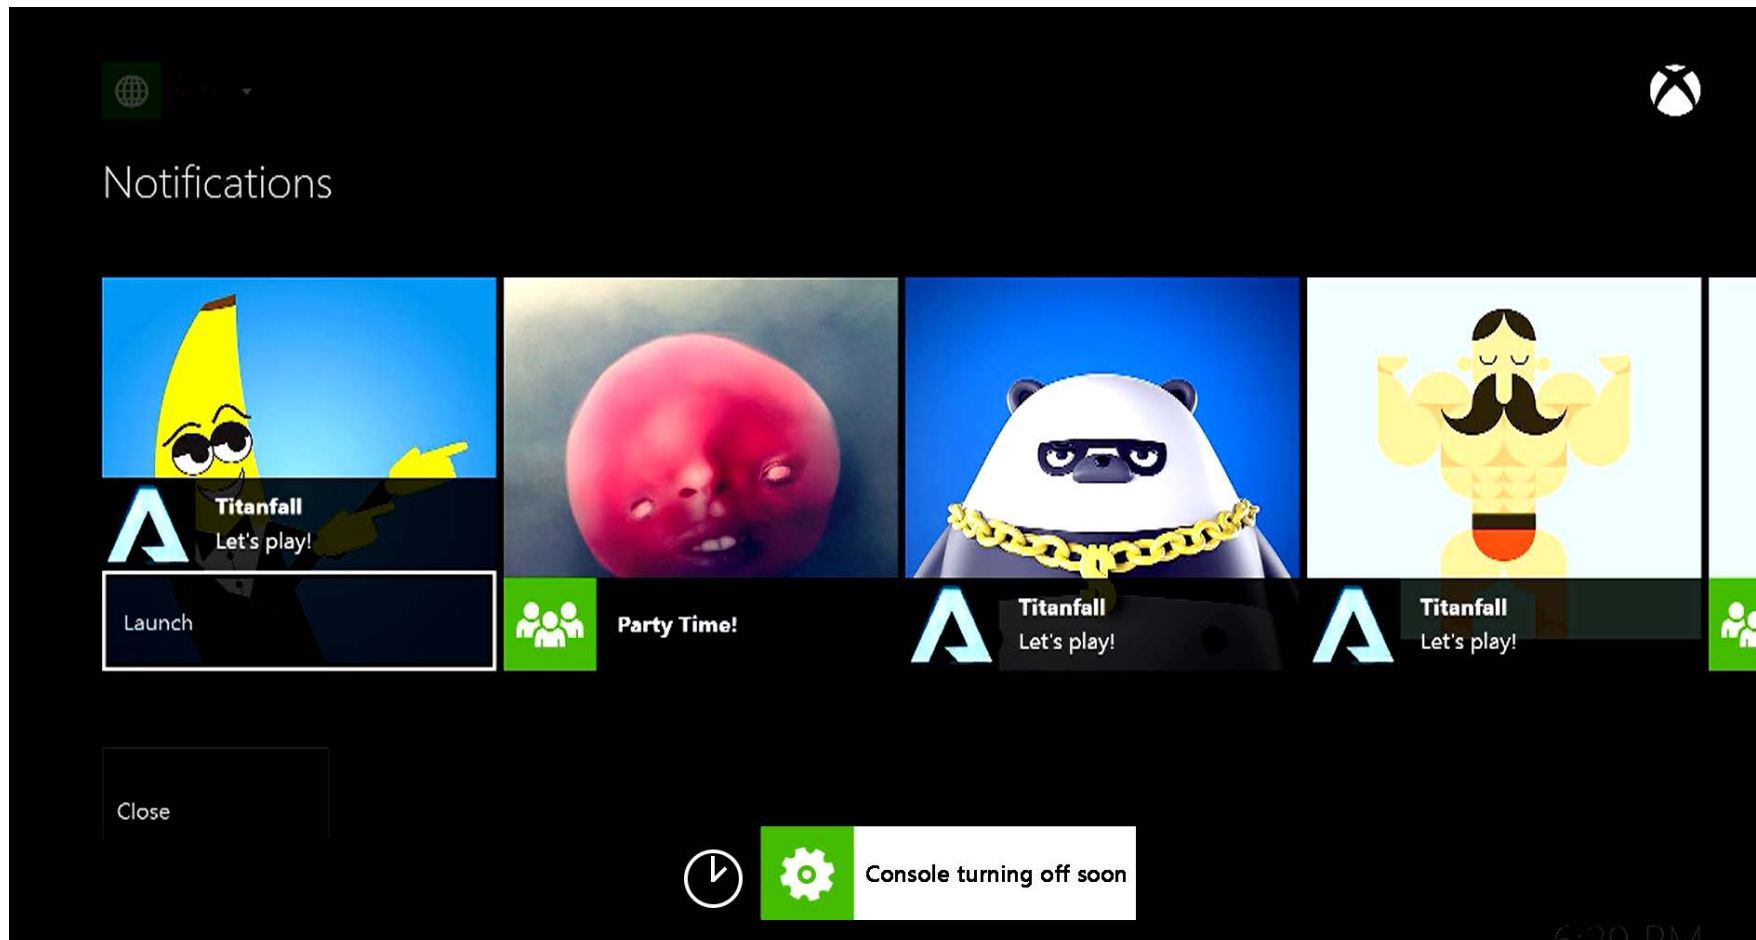 Notifications
Titanfall
Let's play!
Launch
Party Time!
Titanfall
Let's play!
Titanfall
Let's play!
Close
Console turning off soon